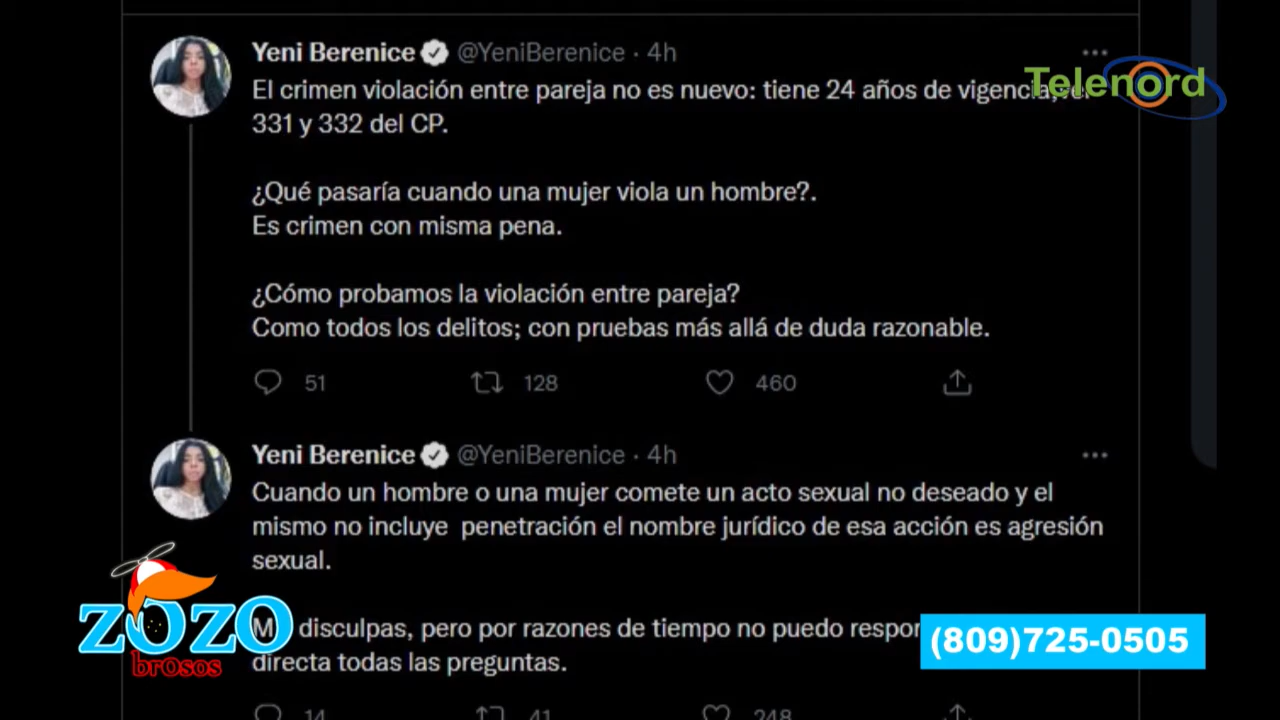 Yeni Berenice @YeniBerenice · 4h
Telenord
El crimen violación entre pareja no es nuevo: tiene 24 años de vigencia,
331 y 332 del CP.
¿Qué pasaría cuando una mujer viola un hombre?.
Es crimen con misma pena.
¿Cómo probamos la violación entre pareja?
Como todos los delitos; con pruebas más allá de duda razonable.
51 128 460
Yeni Berenice @YeniBerenice · 4h
Cuando un hombre o una mujer comete un acto sexual no deseado y el
mismo no incluye penetración el nombre jurídico de esa acción es agresión
sexual.
disculpas, pero por razones de tiempo no puedo
directa todas las preguntas.
14 41 248
ZOZO
brOsos
(809)725-0505